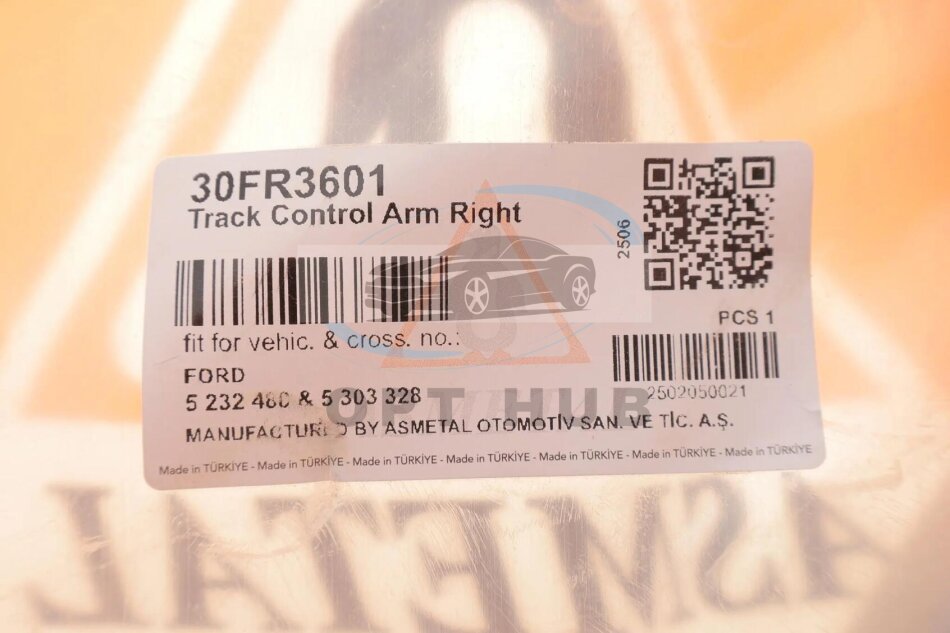 30FR3601
Track Control Arm Right
2506
PCS 1
fit for vehic. & cross. no.:
FORD
5 232 480 & 5 303 328
2502050021
OPT HUB
MANUFACTURED BY ASMETAL OTOMOTİV SAN. VE TİC. A.Ş.
Made in TÜRKİYE - Made in TÜRKİYE - Made in TÜRKİYE - Made in TÜRKİYE - Made in TÜRKİYE - Made in TÜRKİYE - Made in TÜRKİYE
ASMETAL